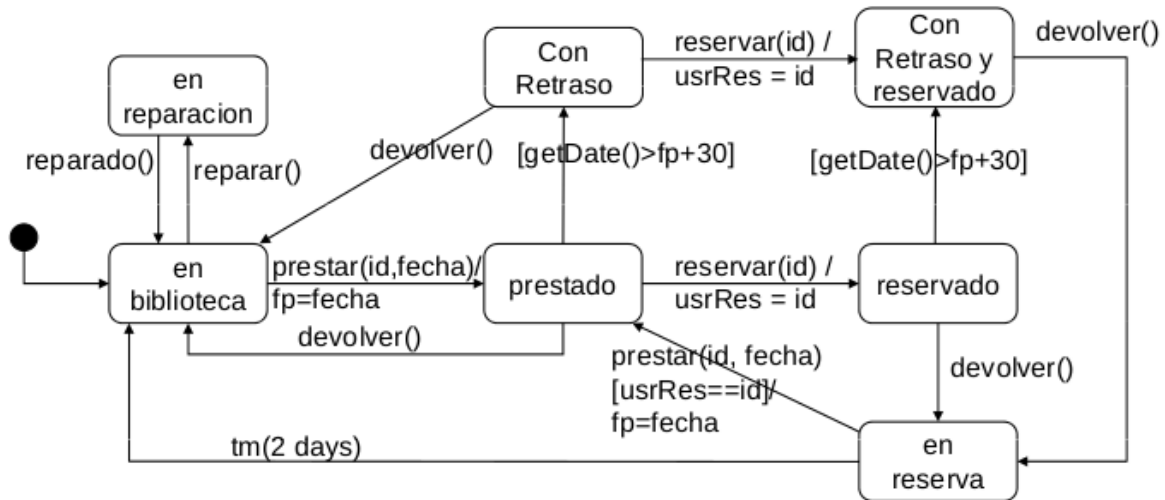 en
reparacion
Con
Retraso
reservar(id) /
usrRes = id
Con
Retraso y
reservado
devolver()
reparado()
reparar()
devolver()
[getDate()>fp+30]
[getDate()>fp+30]
en
biblioteca
prestar(id,fecha)/
fp=fecha
prestado
reservar(id) /
usrRes = id
reservado
devolver()
prestar(id, fecha)
[usrRes==id]/
fp=fecha
devolver()
tm(2 days)
en
reserva